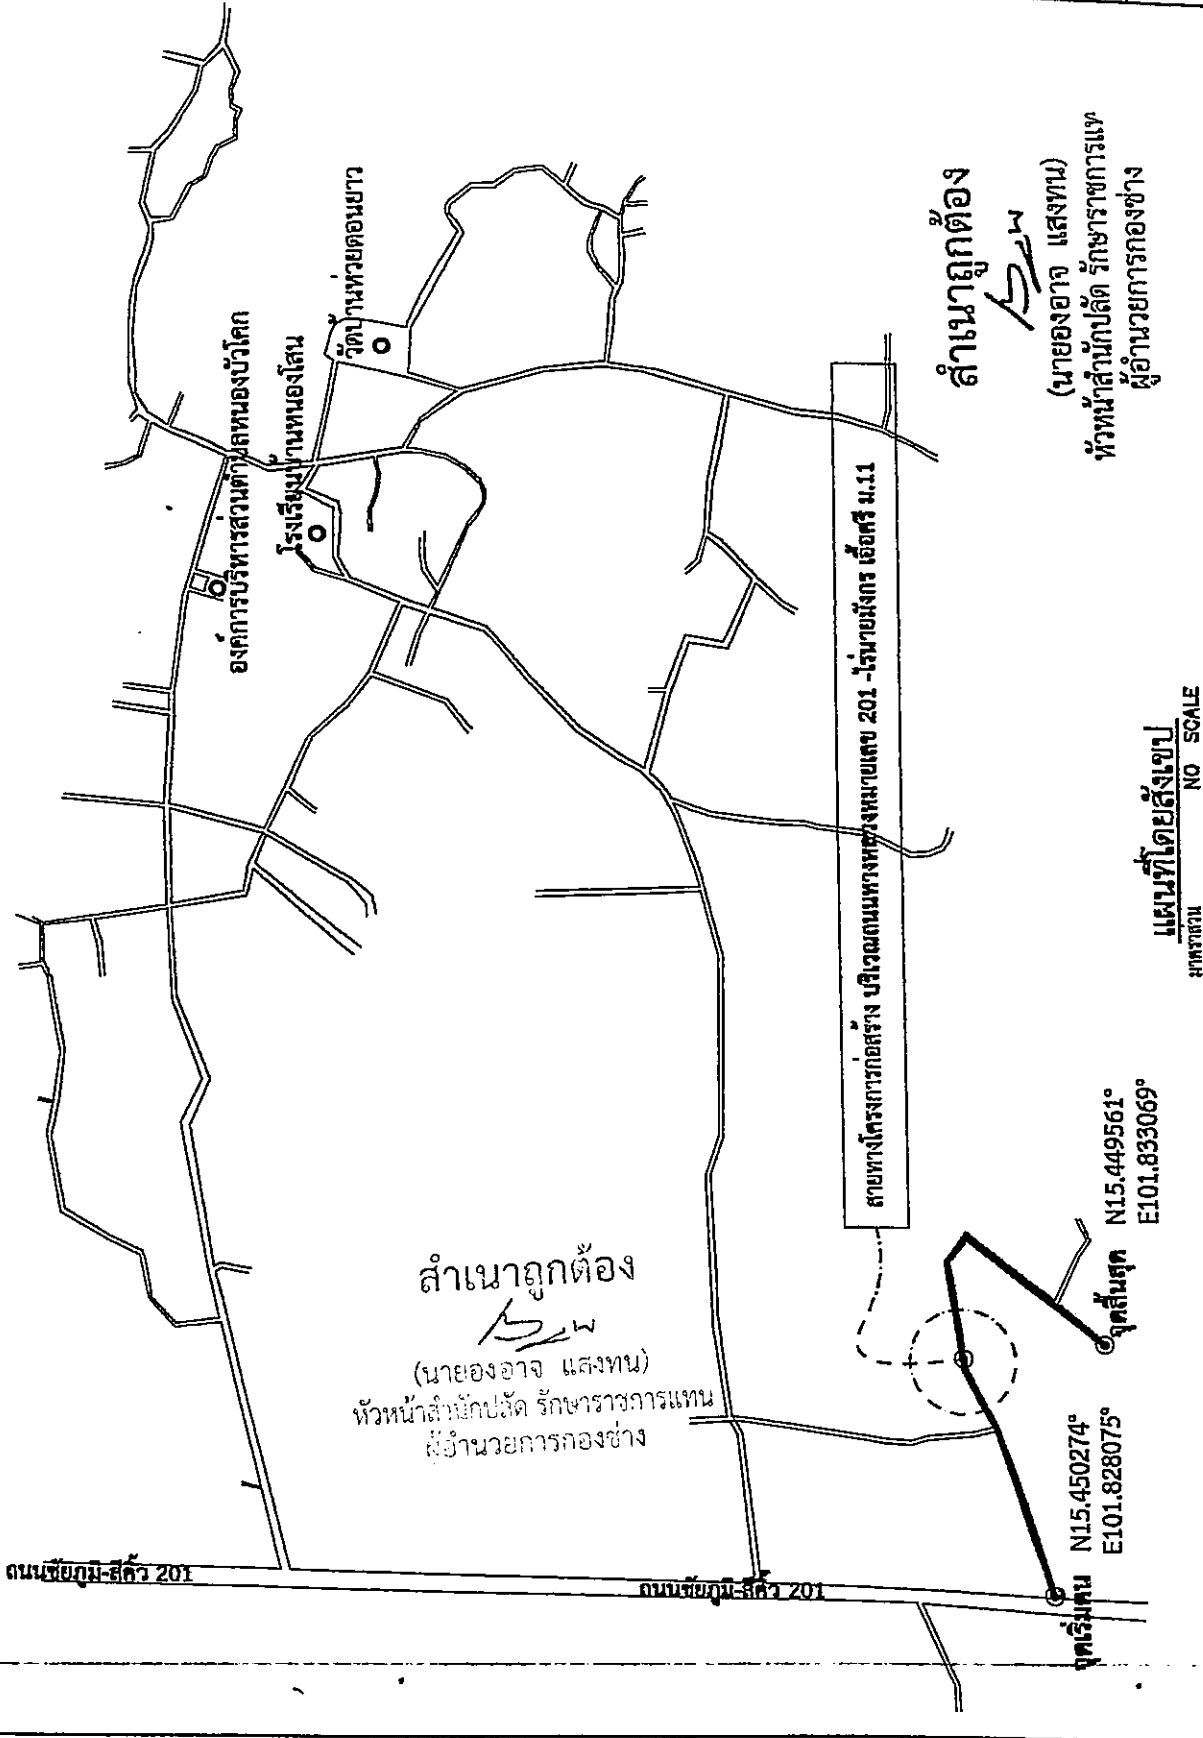 องค์การบริหารส่วนตำบลหนองบัวโคก
โรงเรียนบ้านหนองโสน
วัดบ้านห้วยดอนยาว
สำเนาถูกต้อง
(นายองอาจ แสงทน)
หัวหน้าสำนักปลัด รักษาราชการแท
ผู้อำนวยการกองช่าง
สายทางโครงการก่อสร้าง บริเวณถนนทางหลวงหมายเลข 201 -ไร่นายมังกร เอื้อศรี ม.11
สำเนาถูกต้อง
(นายองอาจ แสงทน)
หัวหน้าสำนักปลัด รักษาราชการแทน
ผู้อำนวยการกองช่าง
ถนนชัยภูมิ-สีคิ้ว 201
ถนนชัยภูมิ-สีคิ้ว 201
จุดเริ่มต้น N15.450274°
E101.828075°
จุดสิ้นสุด N15.449561°
E101.833069°
แผนที่โดยสังเขป
มาตราส่วน NO SCALE